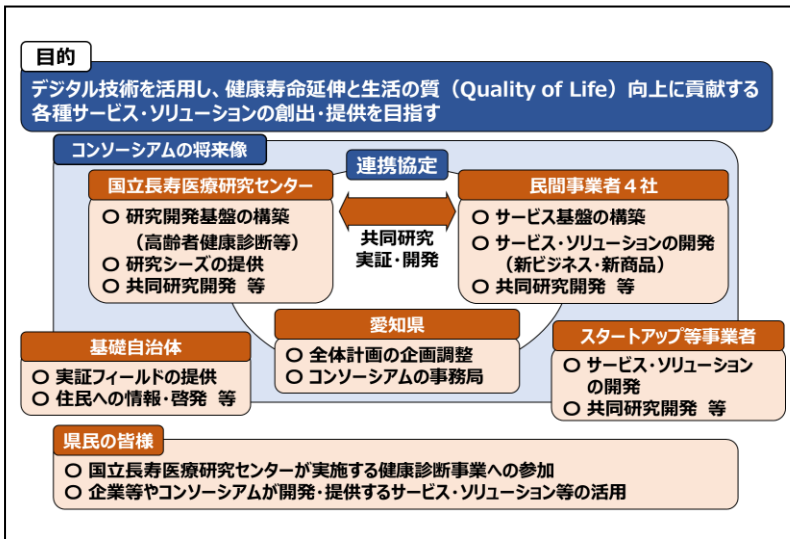 目的
デジタル技術を活用し、健康寿命延伸と生活の質（Quality of Life）向上に貢献する
各種サービス・ソリューションの創出・提供を目指す
コンソーシアムの将来像
連携協定
国立長寿医療研究センター
〇 研究開発基盤の構築
（高齢者健康診断等）
〇 研究シーズの提供
〇 共同研究開発 等
共同研究
実証・開発
民間事業者４社
〇 サービス基盤の構築
〇 サービス・ソリューションの開発
（新ビジネス・新商品）
〇 共同研究開発 等
愛知県
〇 全体計画の企画調整
〇 コンソーシアムの事務局
基礎自治体
〇 実証フィールドの提供
〇 住民への情報・啓発 等
スタートアップ等事業者
〇 サービス・ソリューション
の開発
〇 共同研究開発 等
県民の皆様
〇 国立長寿医療研究センターが実施する健康診断事業への参加
〇 企業等やコンソーシアムが開発・提供するサービス・ソリューション等の活用